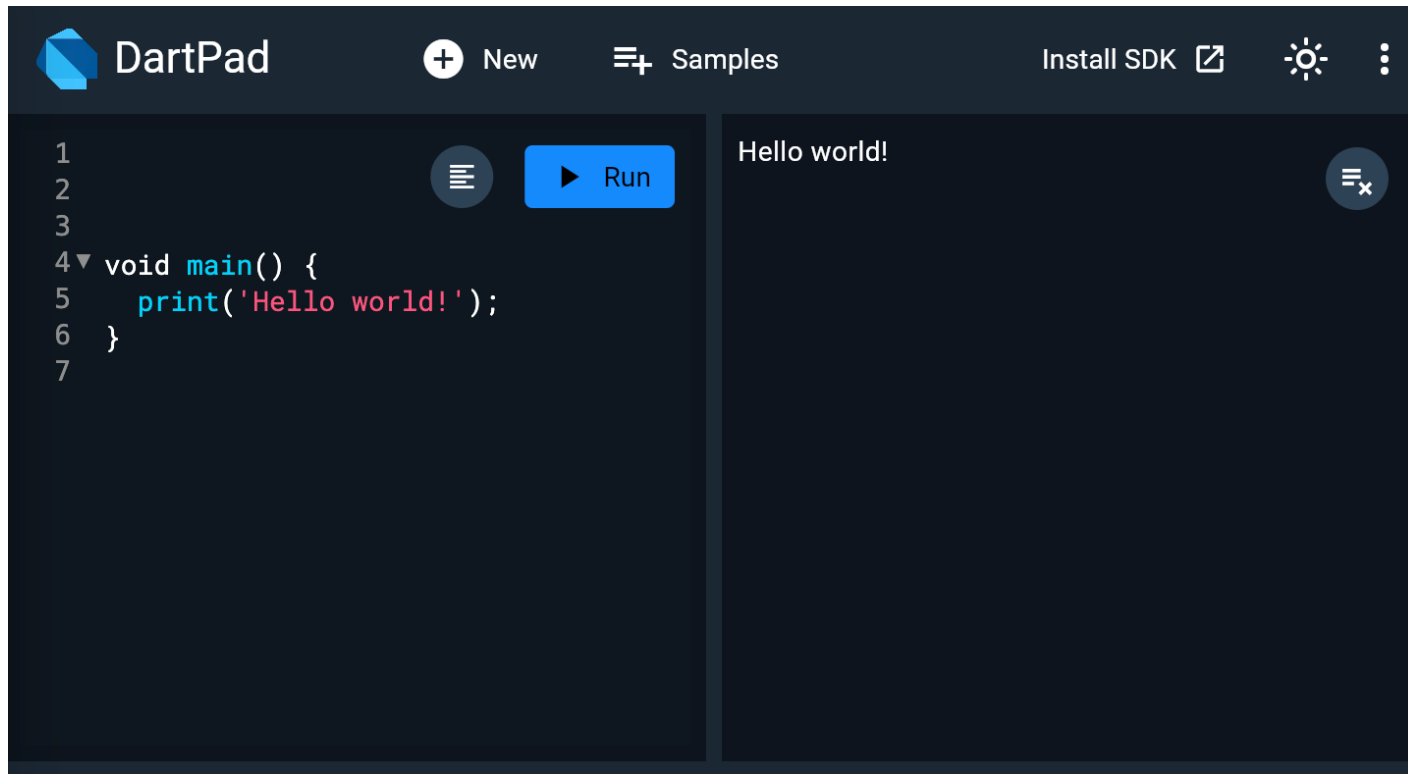 DartPad New Samples Install SDK
Run
1
2
3
4 void main() {
5   print('Hello world!');
6 }
7
Hello world!